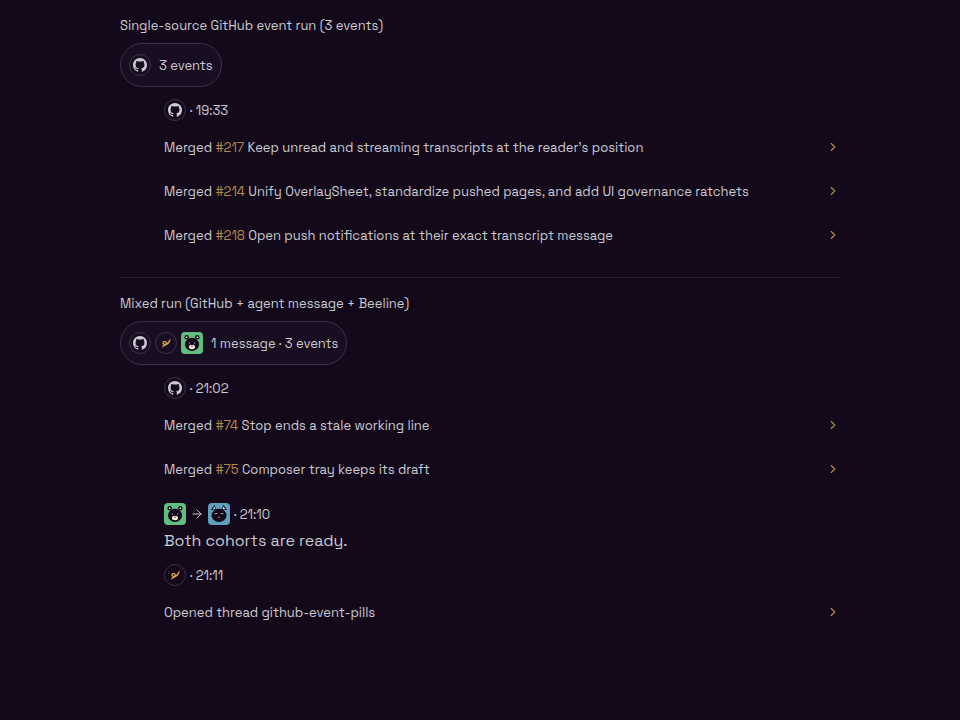 Single-source GitHub event run (3 events)
3 events
· 19:33
Merged #217 Keep unread and streaming transcripts at the reader's position
Merged #214 Unify OverlaySheet, standardize pushed pages, and add UI governance ratchets
Merged #218 Open push notifications at their exact transcript message
Mixed run (GitHub + agent message + Beeline)
1 message · 3 events
· 21:02
Merged #74 Stop ends a stale working line
Merged #75 Composer tray keeps its draft
→ · 21:10
Both cohorts are ready.
· 21:11
Opened thread github-event-pills